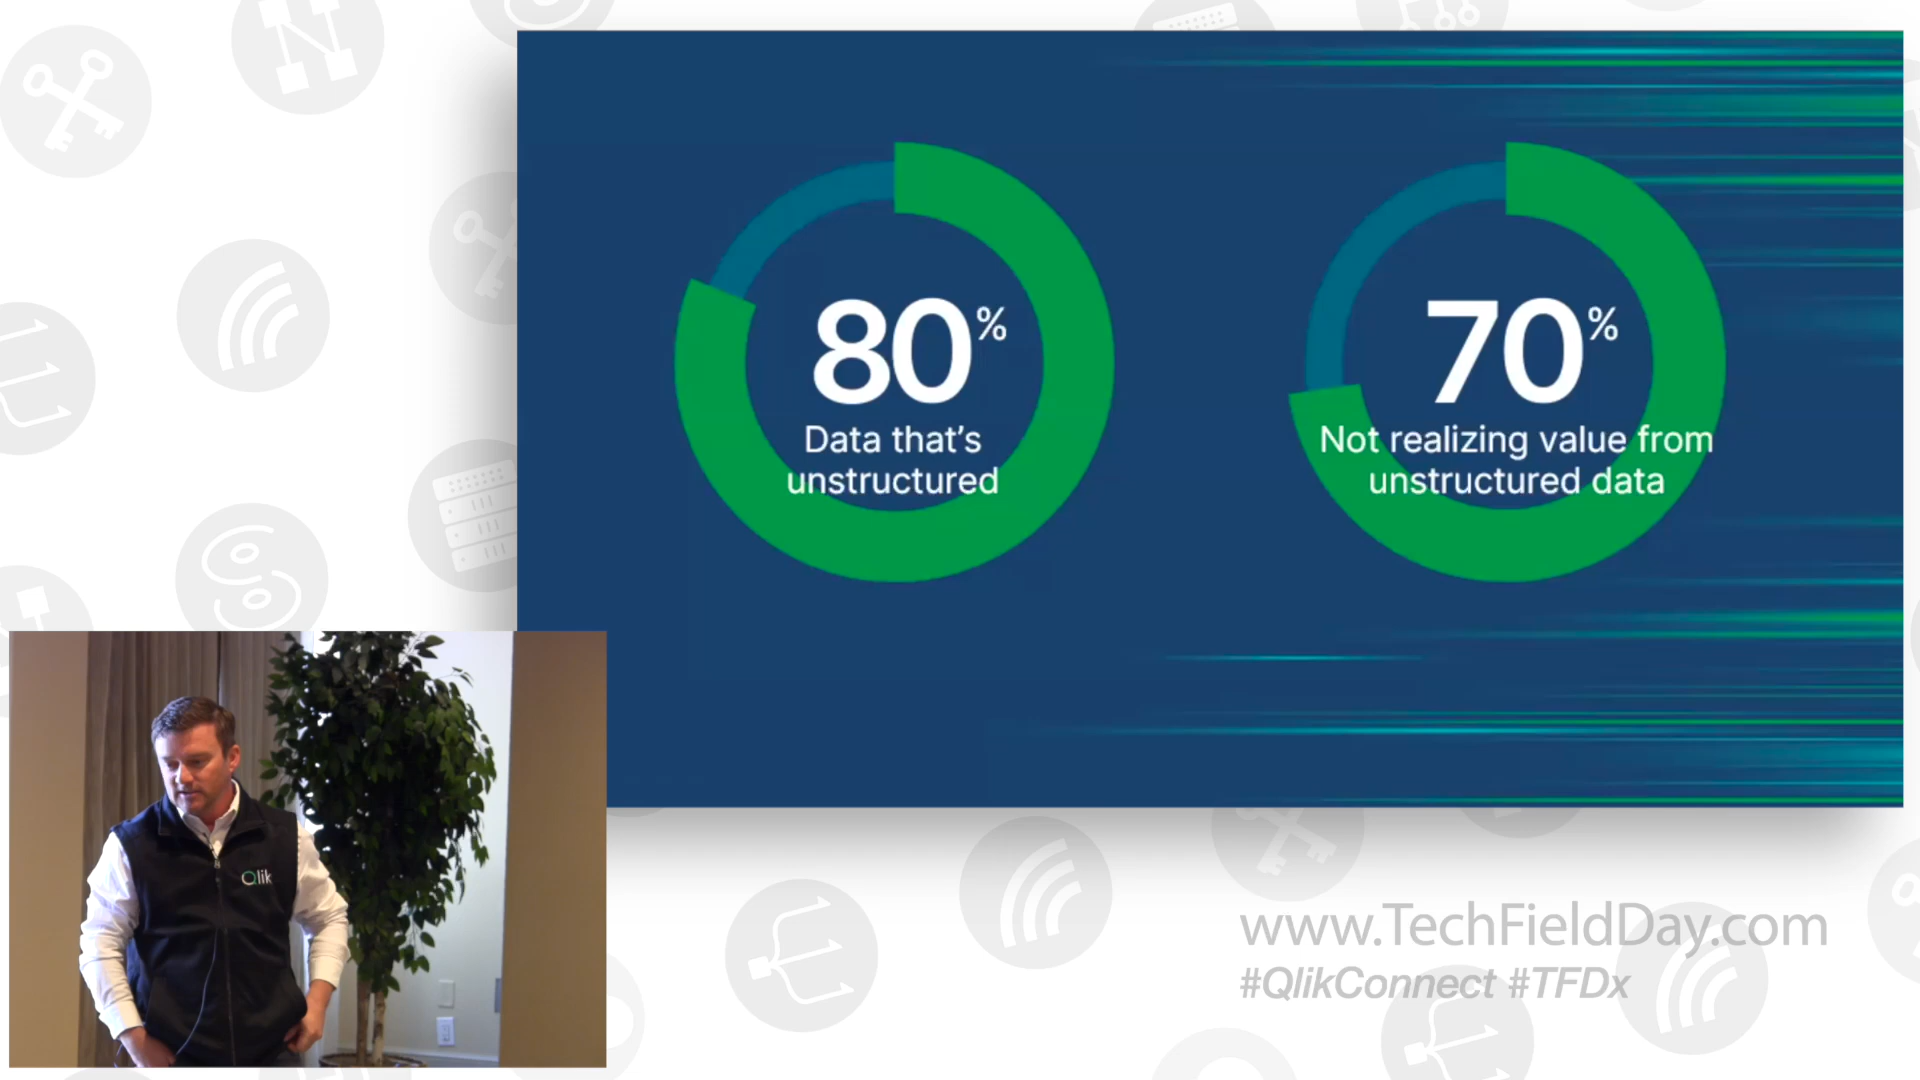 80%
Data that's
unstructured
70%
Not realizing value from
unstructured data
Qlik
www.TechFieldDay.com
#QlikConnect #TFDx